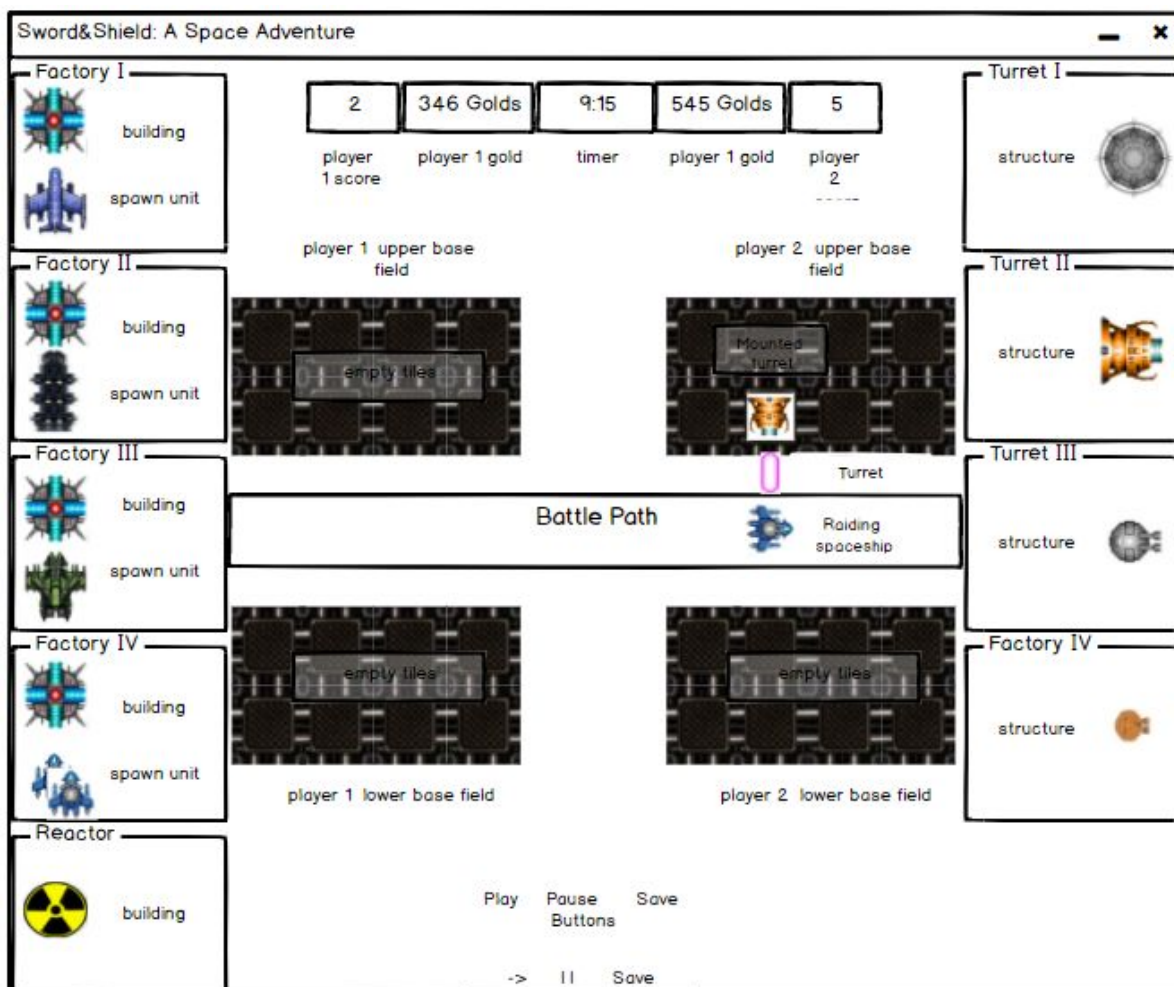 Sword&Shield: A Space Adventure
Factory I
building
spawn unit
Factory II
building
spawn unit
Factory III
building
spawn unit
Factory IV
building
spawn unit
Reactor
building
2
346 Golds
9:15
545 Golds
5
player
1 score
player 1 gold
timer
player 1 gold
player
2
player 1 upper base
field
player 2 upper base
field
empty tiles
Mounted
turret
Turret
Battle Path
Raiding
spaceship
empty tiles
empty tiles
player 1 lower base field
player 2 lower base field
Play Pause Save
Buttons
-> || Save
Turret I
structure
Turret II
structure
Turret III
structure
Factory IV
structure